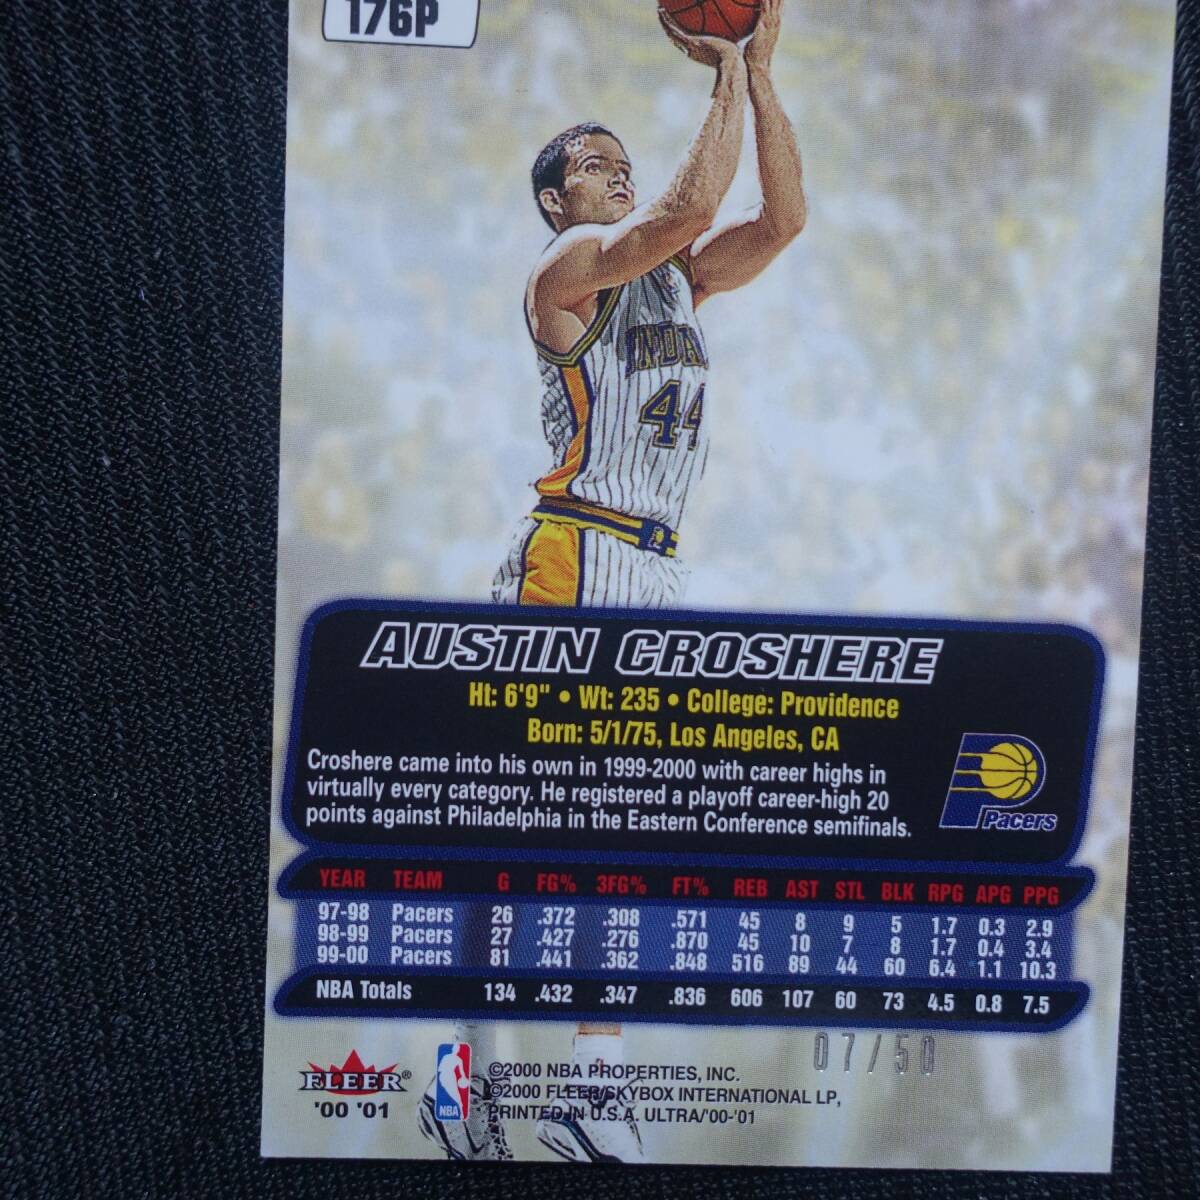 176P
INDIA
44
AUSTIN CROSHERE
Ht: 6'9" • Wt: 235 • College: Providence
Born: 5/1/75, Los Angeles, CA
Croshere came into his own in 1999-2000 with career highs in
virtually every category. He registered a playoff career-high 20
points against Philadelphia in the Eastern Conference semifinals.
Pacers
YEAR TEAM G FG% 3FG% FT% REB AST STL BLK RPG APG PPG
97-98 Pacers 26 .372 .308 .571 45 8 9 5 1.7 0.3 2.9
98-99 Pacers 27 .427 .276 .870 45 10 7 8 1.7 0.4 3.4
99-00 Pacers 81 .441 .362 .848 516 89 44 60 6.4 1.1 10.3
NBA Totals 134 .432 .347 .836 606 107 60 73 4.5 0.8 7.5
07/50
FLEER®
'00 '01
NBA
©2000 NBA PROPERTIES, INC.
©2000 FLEER/SKYBOX INTERNATIONAL LP,
PRINTED IN U.S.A. ULTRA/'00-'01